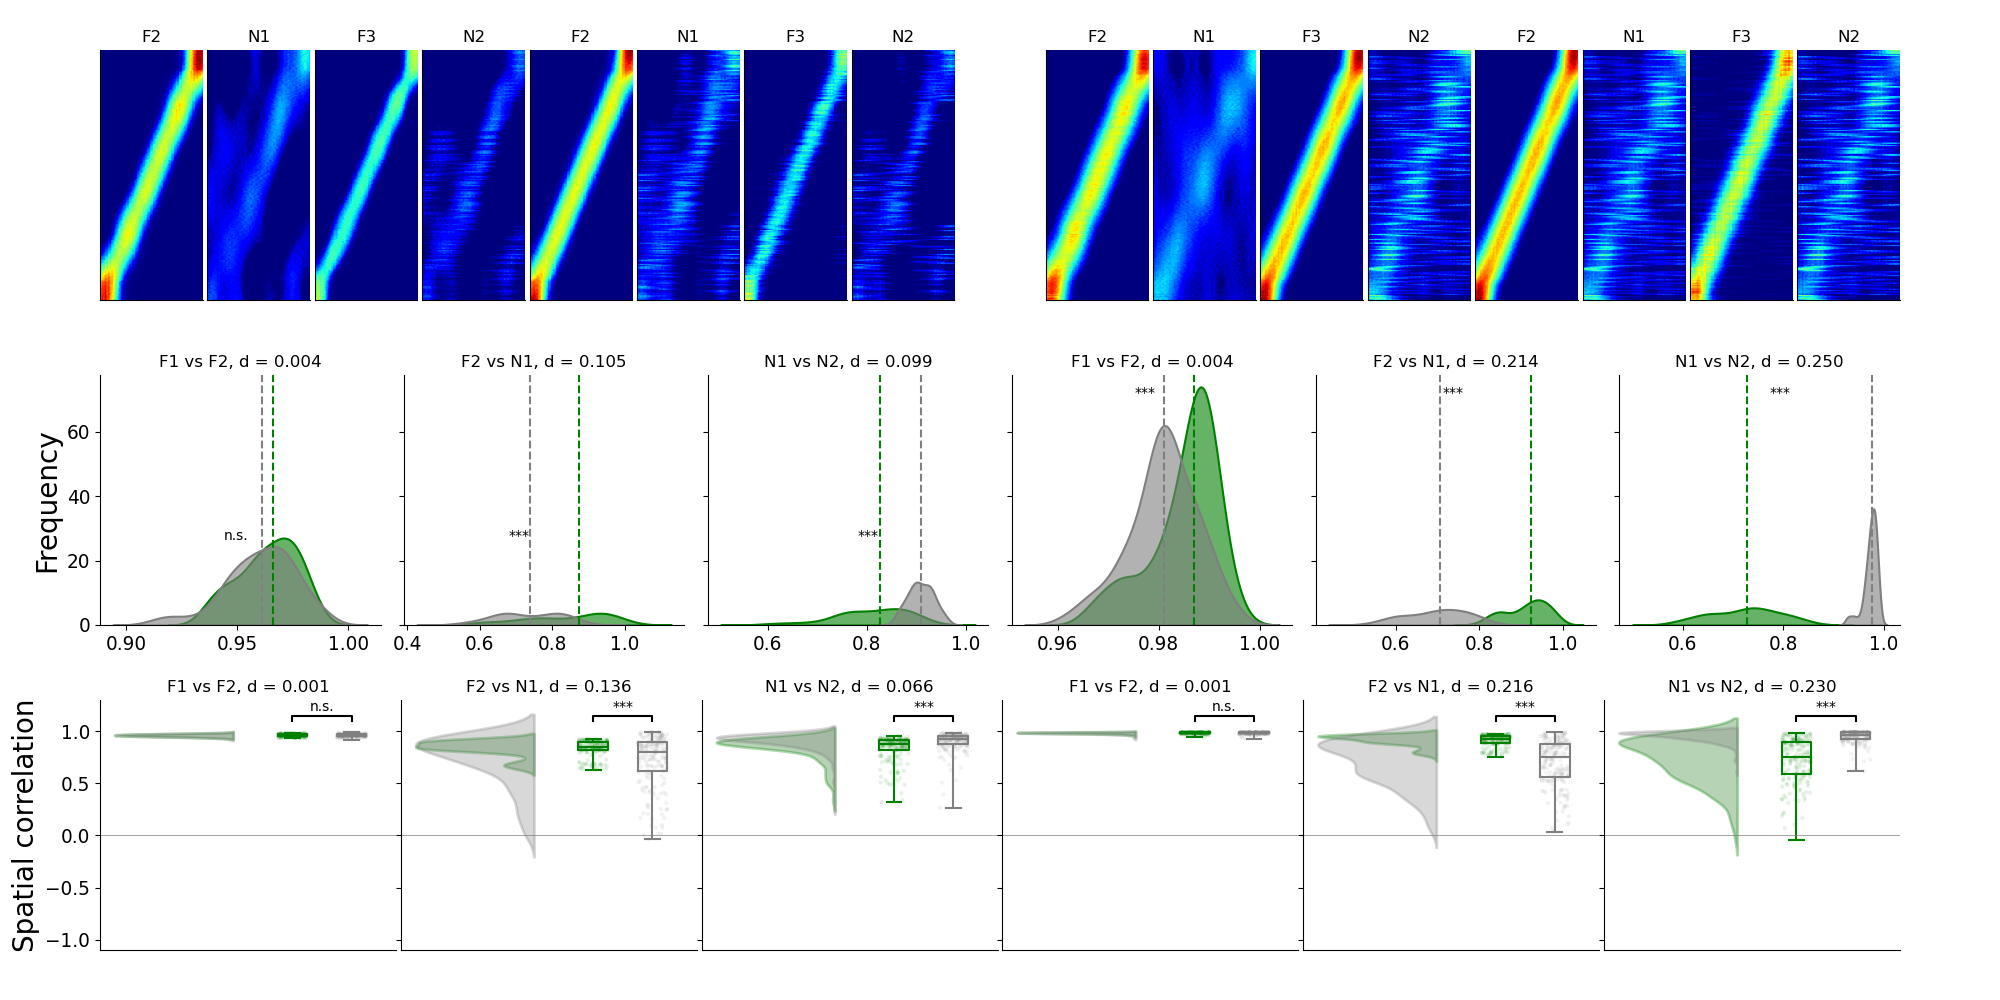 F2 N1 F3 N2 F2 N1 F3 N2 F2 N1 F3 N2 F2 N1 F3 N2
F1 vs F2, d = 0.004
F2 vs N1, d = 0.105
N1 vs N2, d = 0.099
F1 vs F2, d = 0.004
F2 vs N1, d = 0.214
N1 vs N2, d = 0.250
Frequency
60
40
20
0
n.s.
***
***
***
***
***
0.90 0.95 1.00
0.4 0.6 0.8 1.0
0.6 0.8 1.0
0.96 0.98 1.00
0.6 0.8 1.0
0.6 0.8 1.0
F1 vs F2, d = 0.001
F2 vs N1, d = 0.136
N1 vs N2, d = 0.066
F1 vs F2, d = 0.001
F2 vs N1, d = 0.216
N1 vs N2, d = 0.230
n.s.
***
***
n.s.
***
***
Spatial correlation
1.0
0.5
0.0
−0.5
−1.0